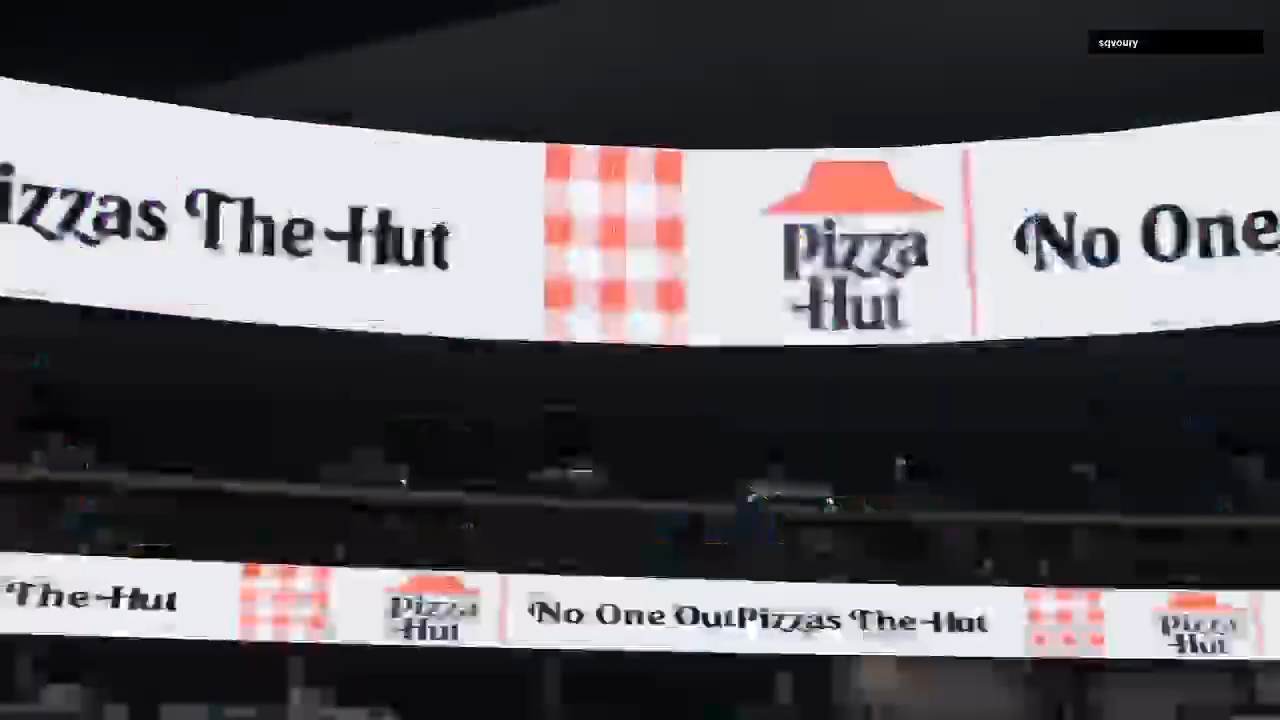 sqvoury
izzas The Hut
Pizza
Hut
No One
The Hut
Pizza
Hut
No One OutPizzas The Hut
Pizza
Hut